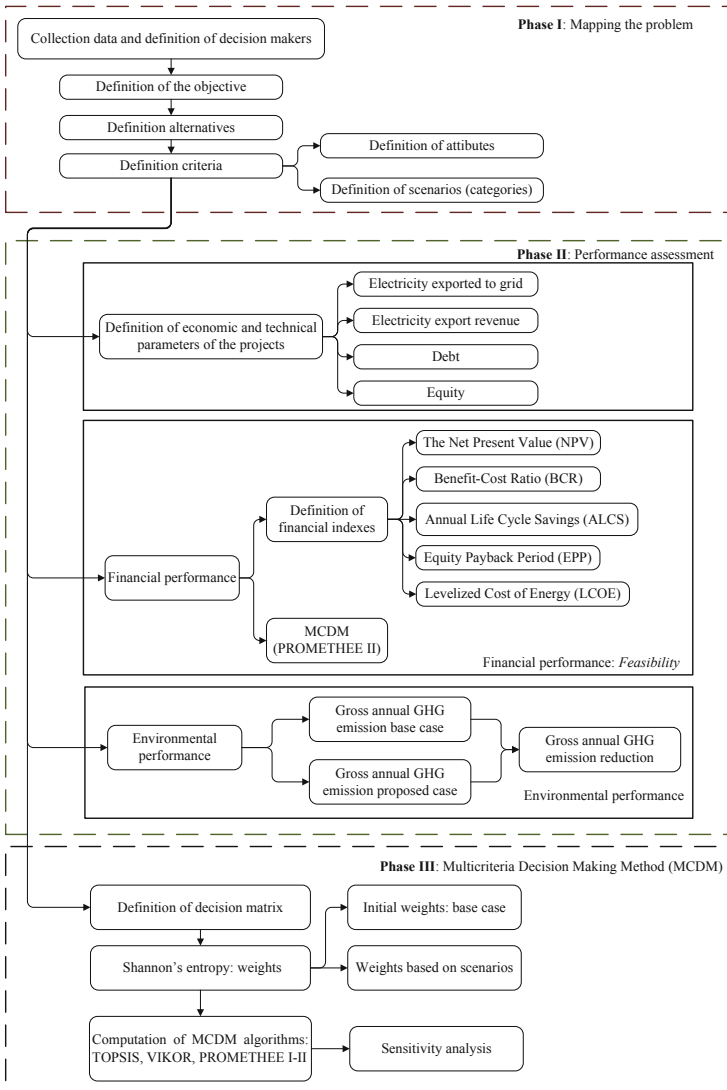 Phase I: Mapping the problem
Collection data and definition of decision makers
Definition of the objective
Definition alternatives
Definition criteria
Definition of attibutes
Definition of scenarios (categories)
Phase II: Performance assessment
Definition of economic and technical
parameters of the projects
Electricity exported to grid
Electricity export revenue
Debt
Equity
Financial performance
Definition of
financial indexes
The Net Present Value (NPV)
Benefit-Cost Ratio (BCR)
Annual Life Cycle Savings (ALCS)
Equity Payback Period (EPP)
Levelized Cost of Energy (LCOE)
MCDM
(PROMETHEE II)
Financial performance: Feasibility
Environmental
performance
Gross annual GHG
emission base case
Gross annual GHG
emission proposed case
Gross annual GHG
emission reduction
Environmental performance
Phase III: Multicriteria Decision Making Method (MCDM)
Definition of decision matrix
Shannon's entropy: weights
Initial weights: base case
Weights based on scenarios
Computation of MCDM algorithms:
TOPSIS, VIKOR, PROMETHEE I-II
Sensitivity analysis